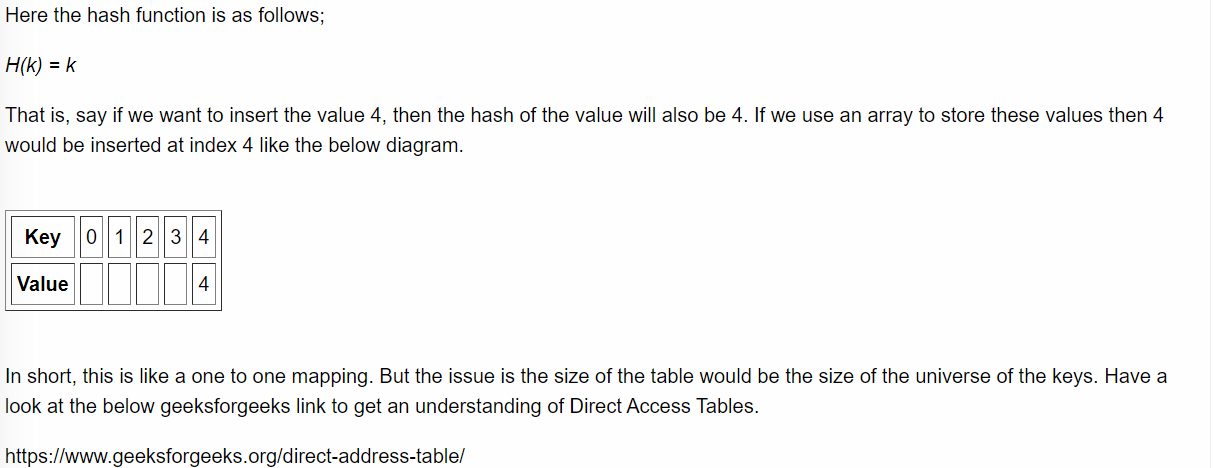 Here the hash function is as follows;
H(k) = k
That is, say if we want to insert the value 4, then the hash of the value will also be 4. If we use an array to store these values then 4
would be inserted at index 4 like the below diagram.
Key 0 1 2 3 4
Value 4
In short, this is like a one to one mapping. But the issue is the size of the table would be the size of the universe of the keys. Have a
look at the below geeksforgeeks link to get an understanding of Direct Access Tables.
https://www.geeksforgeeks.org/direct-address-table/